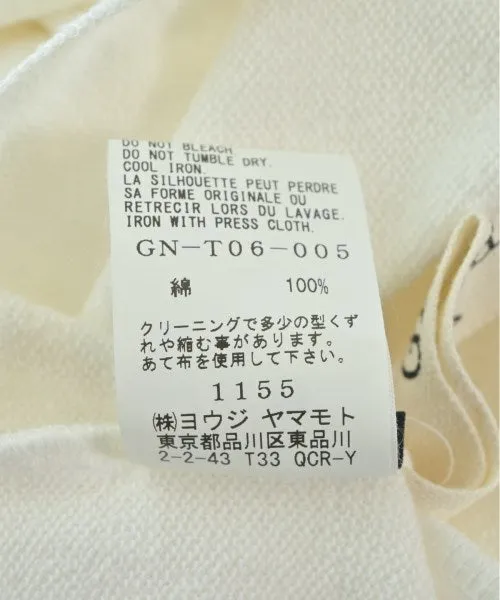 DO NOT BLEACH
DO NOT TUMBLE DRY.
COOL IRON.
LA SILHOUETTE PEUT PERDRE
SA FORME ORIGINALE OU
RETRECIR LORS DU LAVAGE.
IRON WITH PRESS CLOTH.
GN-T06-005
綿 100%
クリーニングで多少の型くず
れや縮む事があります。
あて布を使用して下さい。
1155
㈱ヨウジ ヤマモト
東京都品川区東品川
2-2-43 T33 QCR-Y